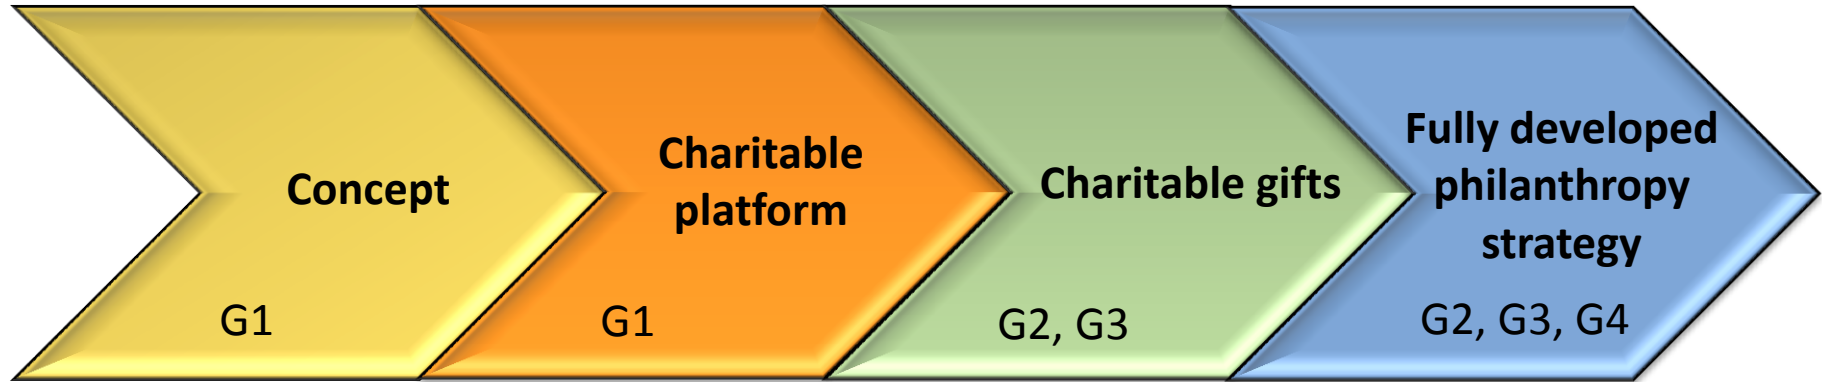 Concept
G1
Charitable
platform
G1
Charitable gifts
G2, G3
Fully developed
philanthropy
strategy
G2, G3, G4